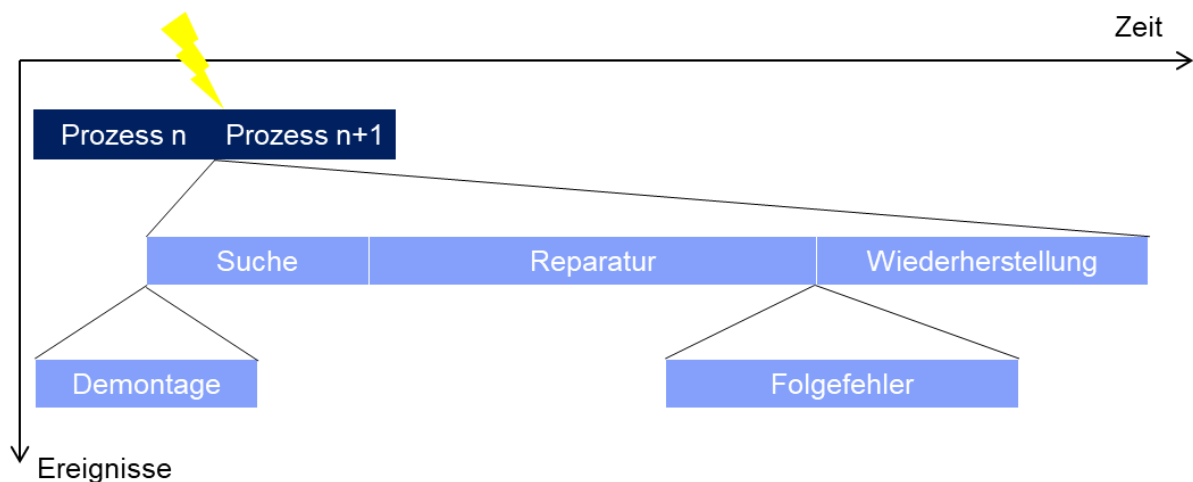 Zeit
Prozess n Prozess n+1
Suche Reparatur Wiederherstellung
Demontage Folgefehler
Ereignisse